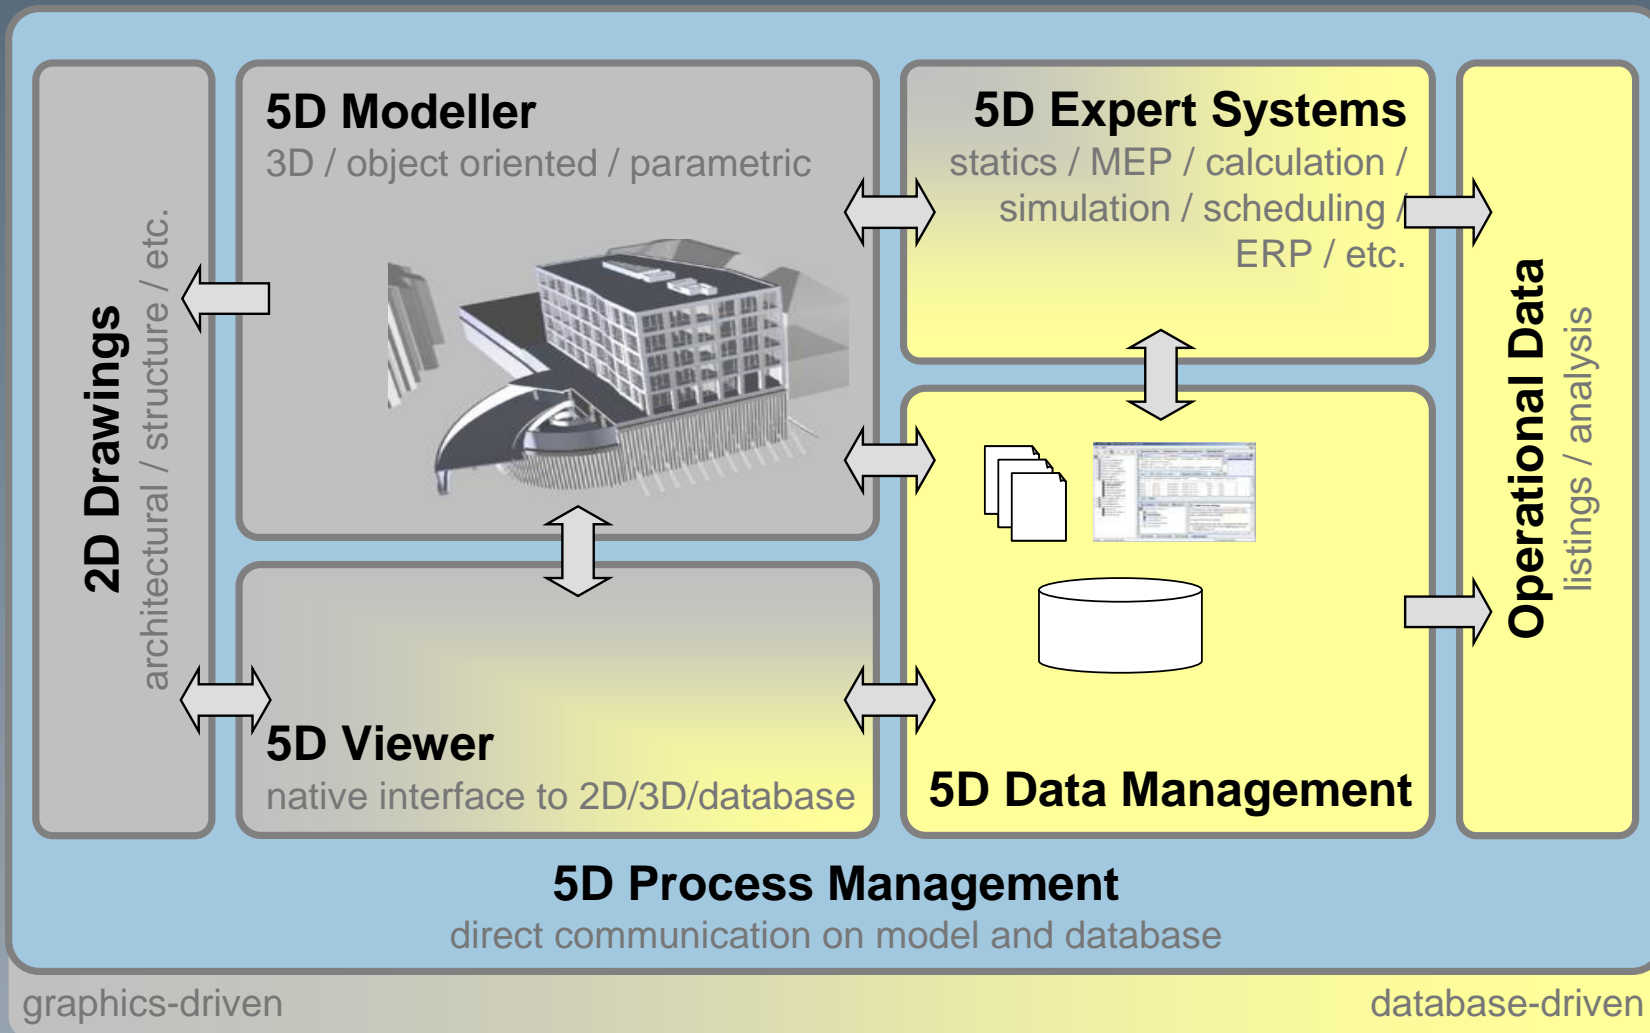 2D Drawings
architectural / structure / etc.
5D Modeller
3D / object oriented / parametric
5D Expert Systems
statics / MEP / calculation /
simulation / scheduling /
ERP / etc.
Operational Data
listings / analysis
5D Viewer
native interface to 2D/3D/database
5D Data Management
5D Process Management
direct communication on model and database
graphics-driven
database-driven